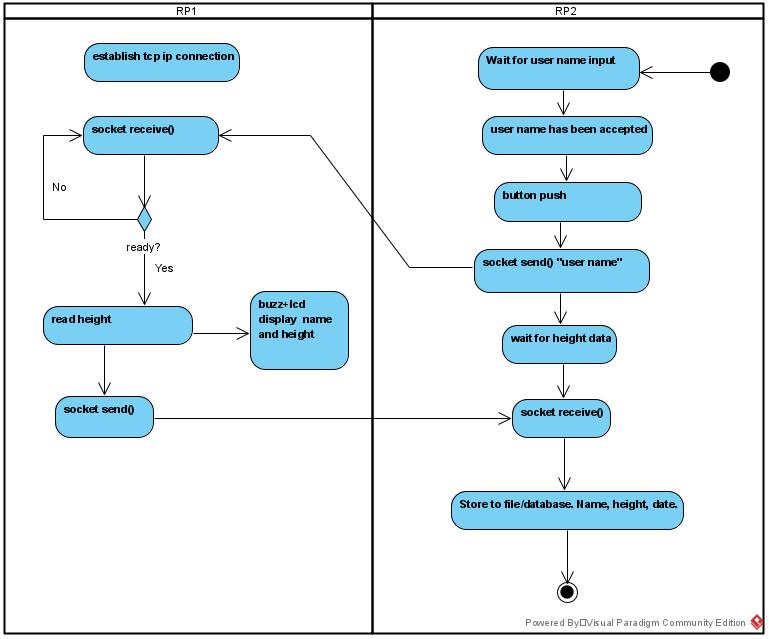 RP1
RP2
establish tcp ip connection
socket receive()
No
ready?
Yes
read height
buzz+lcd
display name
and height
socket send()
Wait for user name input
user name has been accepted
button push
socket send() "user name"
wait for height data
socket receive()
Store to file/database. Name, height, date.
Powered By Visual Paradigm Community Edition